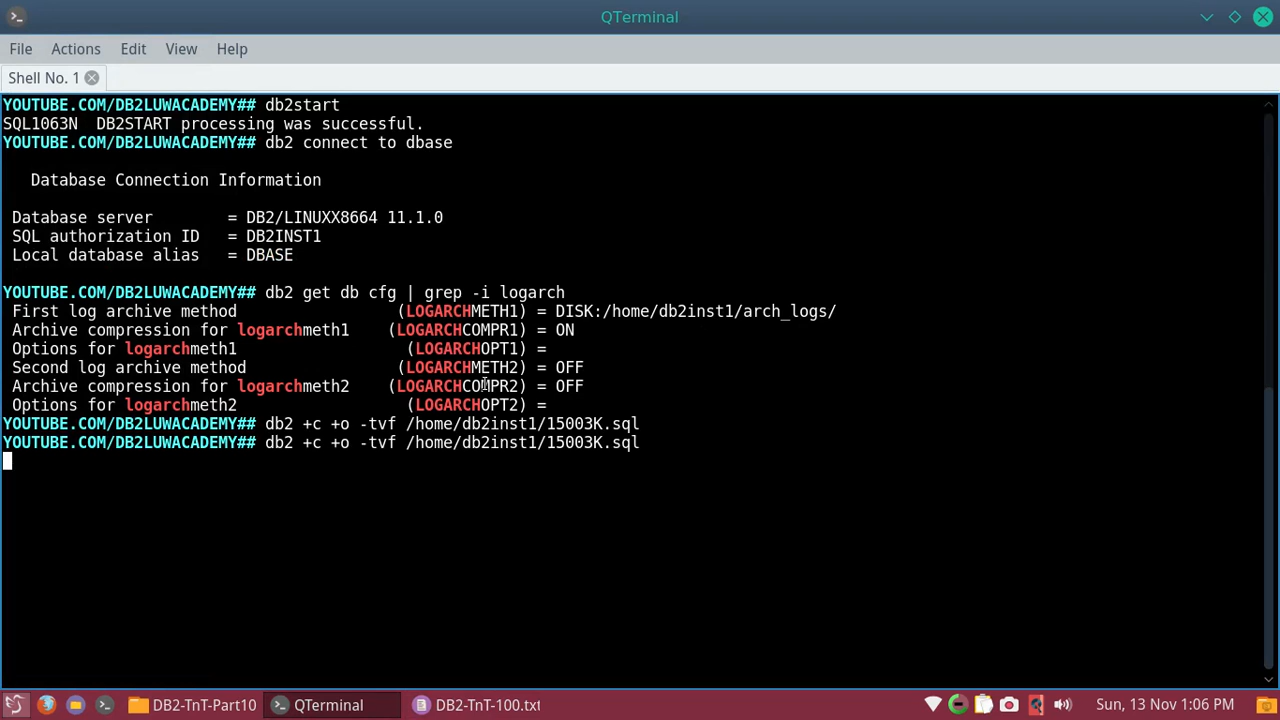 QTerminal
File Actions Edit View Help
Shell No. 1
YOUTUBE.COM/DB2LUWACADEMY## db2start
SQL1063N  DB2START processing was successful.
YOUTUBE.COM/DB2LUWACADEMY## db2 connect to dbase
Database Connection Information
Database server        = DB2/LINUXX8664 11.1.0
SQL authorization ID   = DB2INST1
Local database alias   = DBASE
YOUTUBE.COM/DB2LUWACADEMY## db2 get db cfg | grep -i logarch
First log archive method                 (LOGARCHMETH1) = DISK:/home/db2inst1/arch_logs/
Archive compression for logarchmeth1    (LOGARCHCOMPR1) = ON
Options for logarchmeth1                  (LOGARCHOPT1) =
Second log archive method                (LOGARCHMETH2) = OFF
Archive compression for logarchmeth2    (LOGARCHCOMPR2) = OFF
Options for logarchmeth2                  (LOGARCHOPT2) =
YOUTUBE.COM/DB2LUWACADEMY## db2 +c +o -tvf /home/db2inst1/15003K.sql
YOUTUBE.COM/DB2LUWACADEMY## db2 +c +o -tvf /home/db2inst1/15003K.sql
DB2-TnT-Part10 QTerminal DB2-TnT-100.txt Sun, 13 Nov 1:06 PM